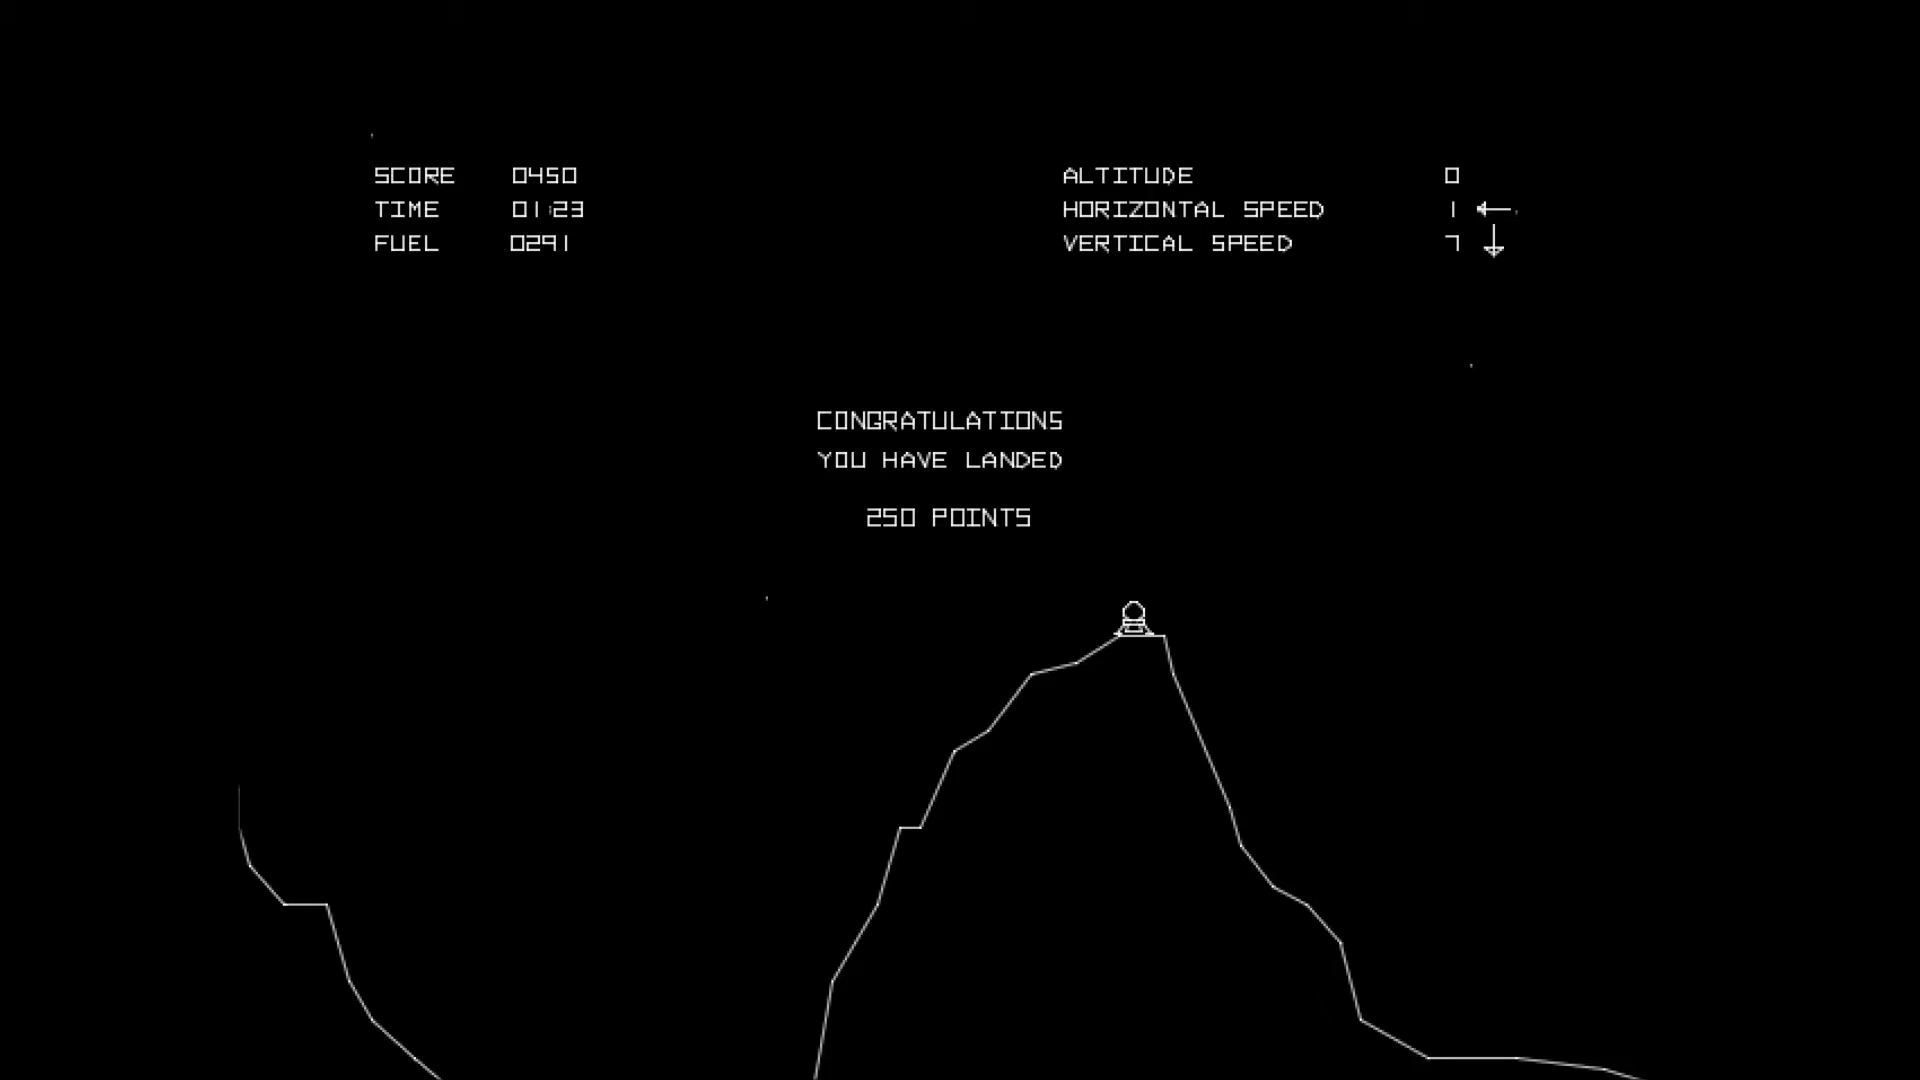 SCORE 0450
TIME 01:23
FUEL 0291
ALTITUDE 0
HORIZONTAL SPEED 1 ←
VERTICAL SPEED 7 ↓
CONGRATULATIONS
YOU HAVE LANDED
250 POINTS